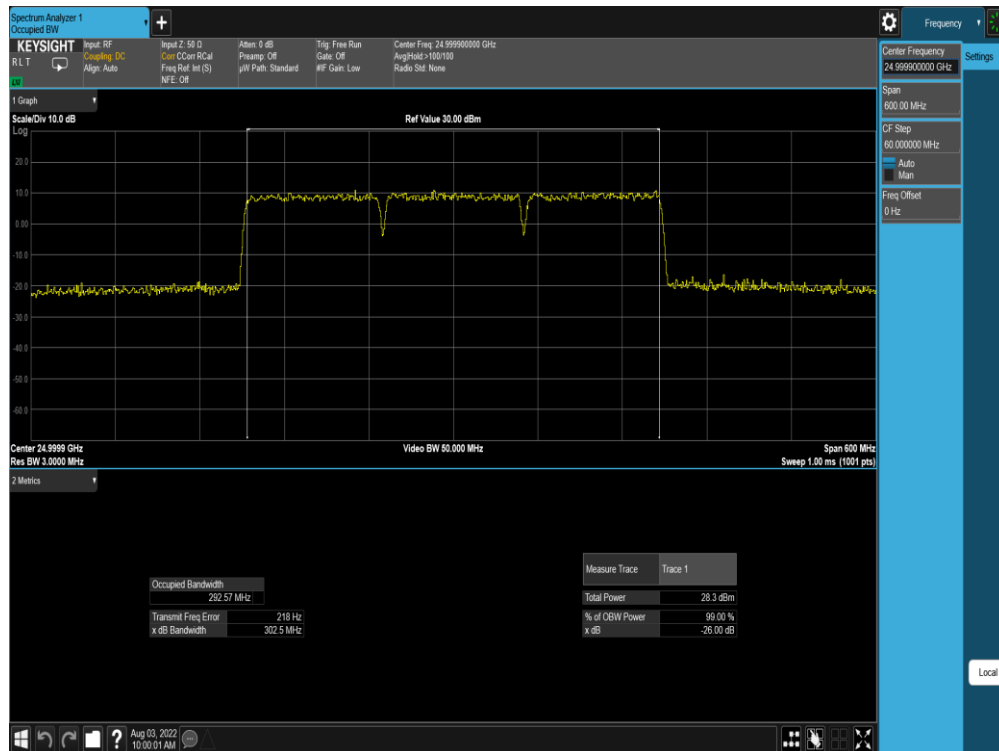 Spectrum Analyzer 1
Occupied BW
Frequency
KEYSIGHT
Input: RF
Input Z: 50 Ω
Atten: 0 dB
Trig: Free Run
Center Freq: 24.999900000 GHz
R L T
Coupling: DC
Corr CCorr RCal
Preamp: Off
Gate: Off
Avg|Hold:>100/100
Align: Auto
Freq Ref: Int (S)
µW Path: Standard
#IF Gain: Low
Radio Std: None
NFE: Off
Center Frequency
24.999900000 GHz
Settings
Span
600.00 MHz
CF Step
60.000000 MHz
Auto
Man
Freq Offset
0 Hz
1 Graph
Scale/Div 10.0 dB
Ref Value 30.00 dBm
Log
20.0
10.0
0.00
-10.0
-20.0
-30.0
-40.0
-50.0
-60.0
Center 24.9999 GHz
Video BW 50.000 MHz
Span 600 MHz
Res BW 3.0000 MHz
Sweep 1.00 ms (1001 pts)
2 Metrics
Measure Trace
Trace 1
Occupied Bandwidth
292.57 MHz
Total Power
28.3 dBm
Transmit Freq Error
218 Hz
% of OBW Power
99.00 %
x dB Bandwidth
302.5 MHz
x dB
-26.00 dB
Local
?
Aug 03, 2022
10:00:01 AM